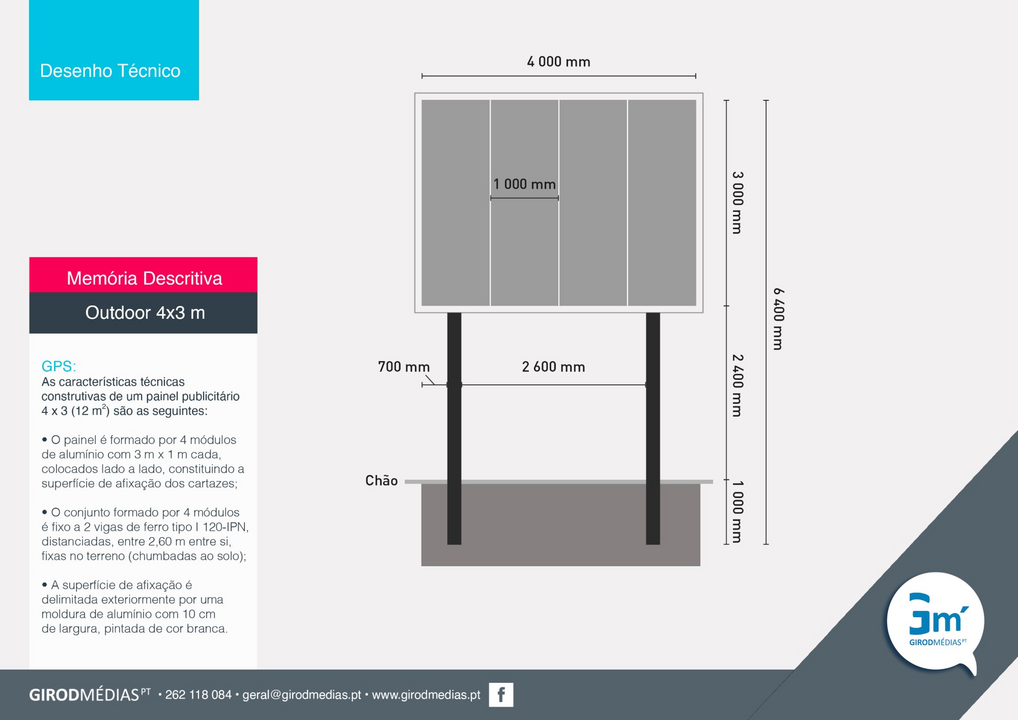 Desenho Técnico
4 000 mm
1 000 mm
3 000 mm
6 400 mm
Memória Descritiva
Outdoor 4x3 m
GPS:
As características técnicas
construtivas de um painel publicitário
4 x 3 (12 m²) são as seguintes:
• O painel é formado por 4 módulos
de alumínio com 3 m x 1 m cada,
colocados lado a lado, constituindo a
superfície de afixação dos cartazes;
• O conjunto formado por 4 módulos
é fixo a 2 vigas de ferro tipo I 120-IPN,
distanciadas, entre 2,60 m entre si,
fixas no terreno (chumbadas ao solo);
• A superfície de afixação é
delimitada exteriormente por uma
moldura de alumínio com 10 cm
de largura, pintada de cor branca.
700 mm
2 600 mm
2 400 mm
Chão
1 000 mm
Gm´
GIRODMÉDIAS PT
GIRODMÉDIAS PT • 262 118 084 • geral@girodmedias.pt • www.girodmedias.pt f